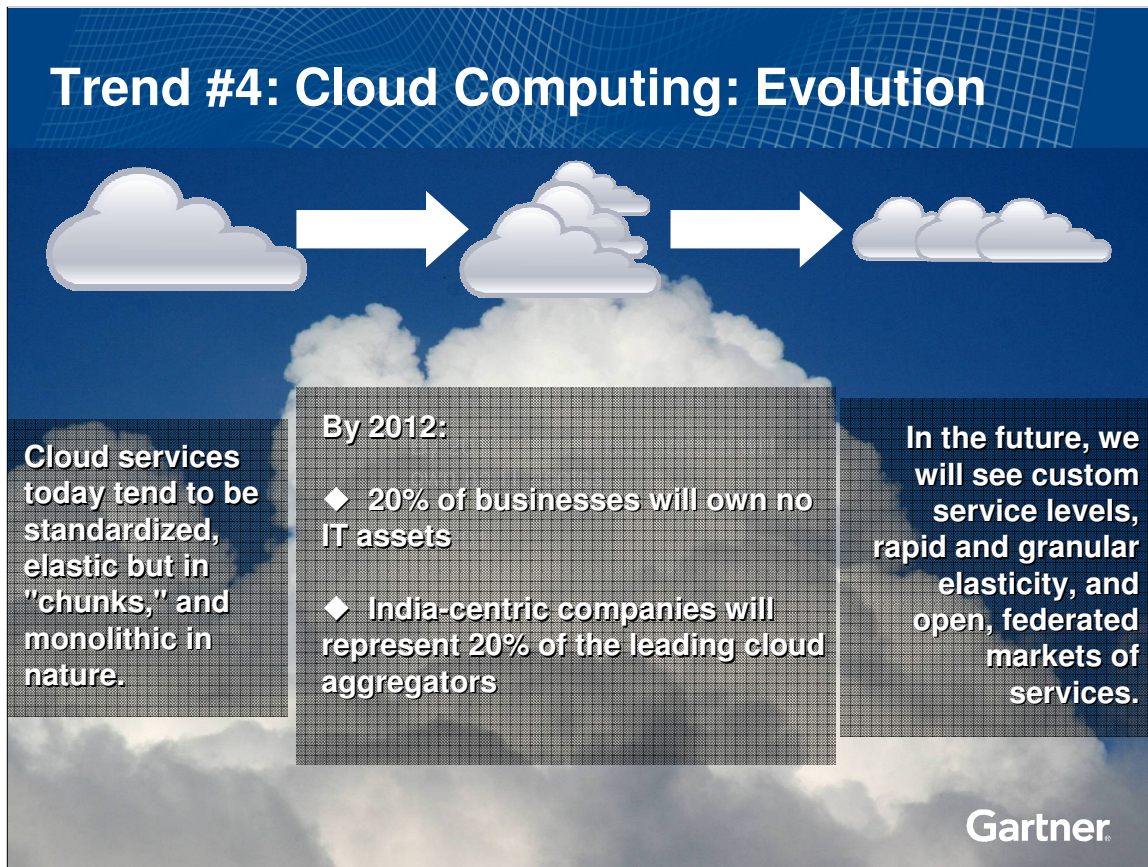 Trend #4: Cloud Computing: Evolution
Cloud services
today tend to be
standardized,
elastic but in
"chunks," and
monolithic in
nature.
By 2012:
◆ 20% of businesses will own no
IT assets
◆ India-centric companies will
represent 20% of the leading cloud
aggregators
In the future, we
will see custom
service levels,
rapid and granular
elasticity, and
open, federated
markets of
services.
Gartner®